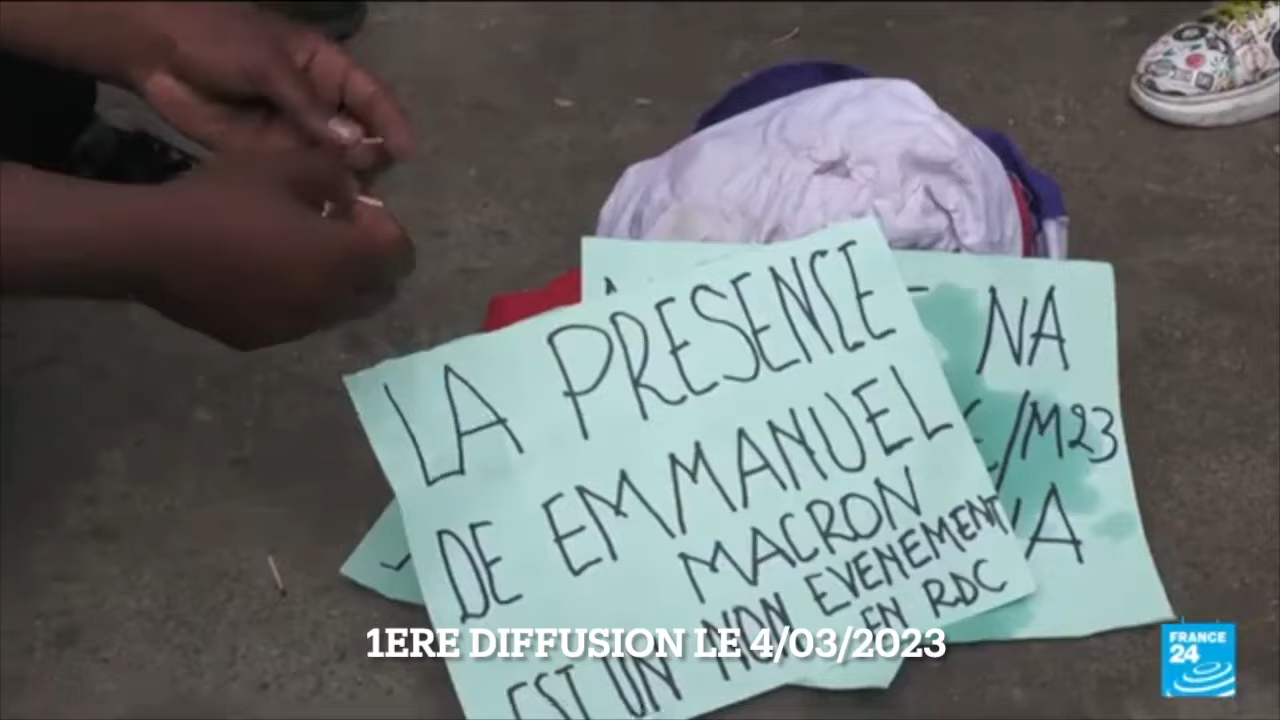 LA PRESENCE
DE EMMANUEL
MACRON
EST UN NON EVENEMENT
EN RDC
NA
/M23
1ERE DIFFUSION LE 4/03/2023
FRANCE
24